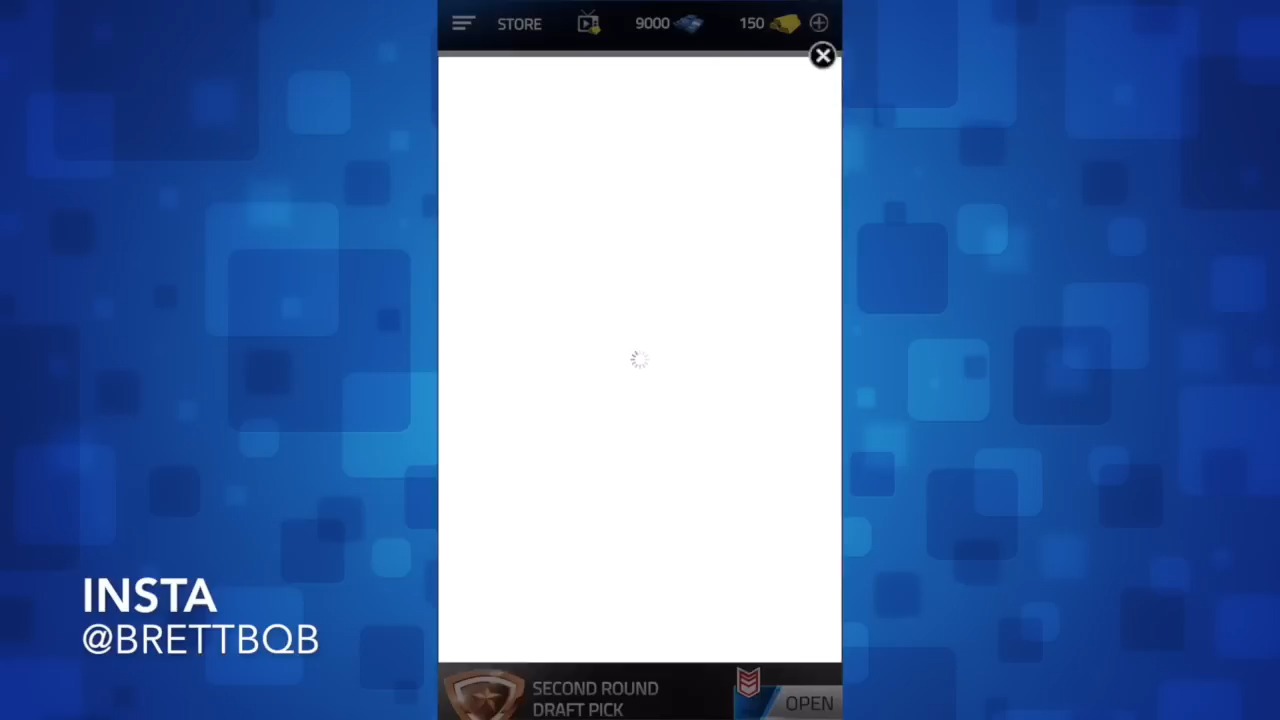 STORE 9000 150
INSTA
@BRETTBQB
SECOND ROUND
DRAFT PICK
OPEN